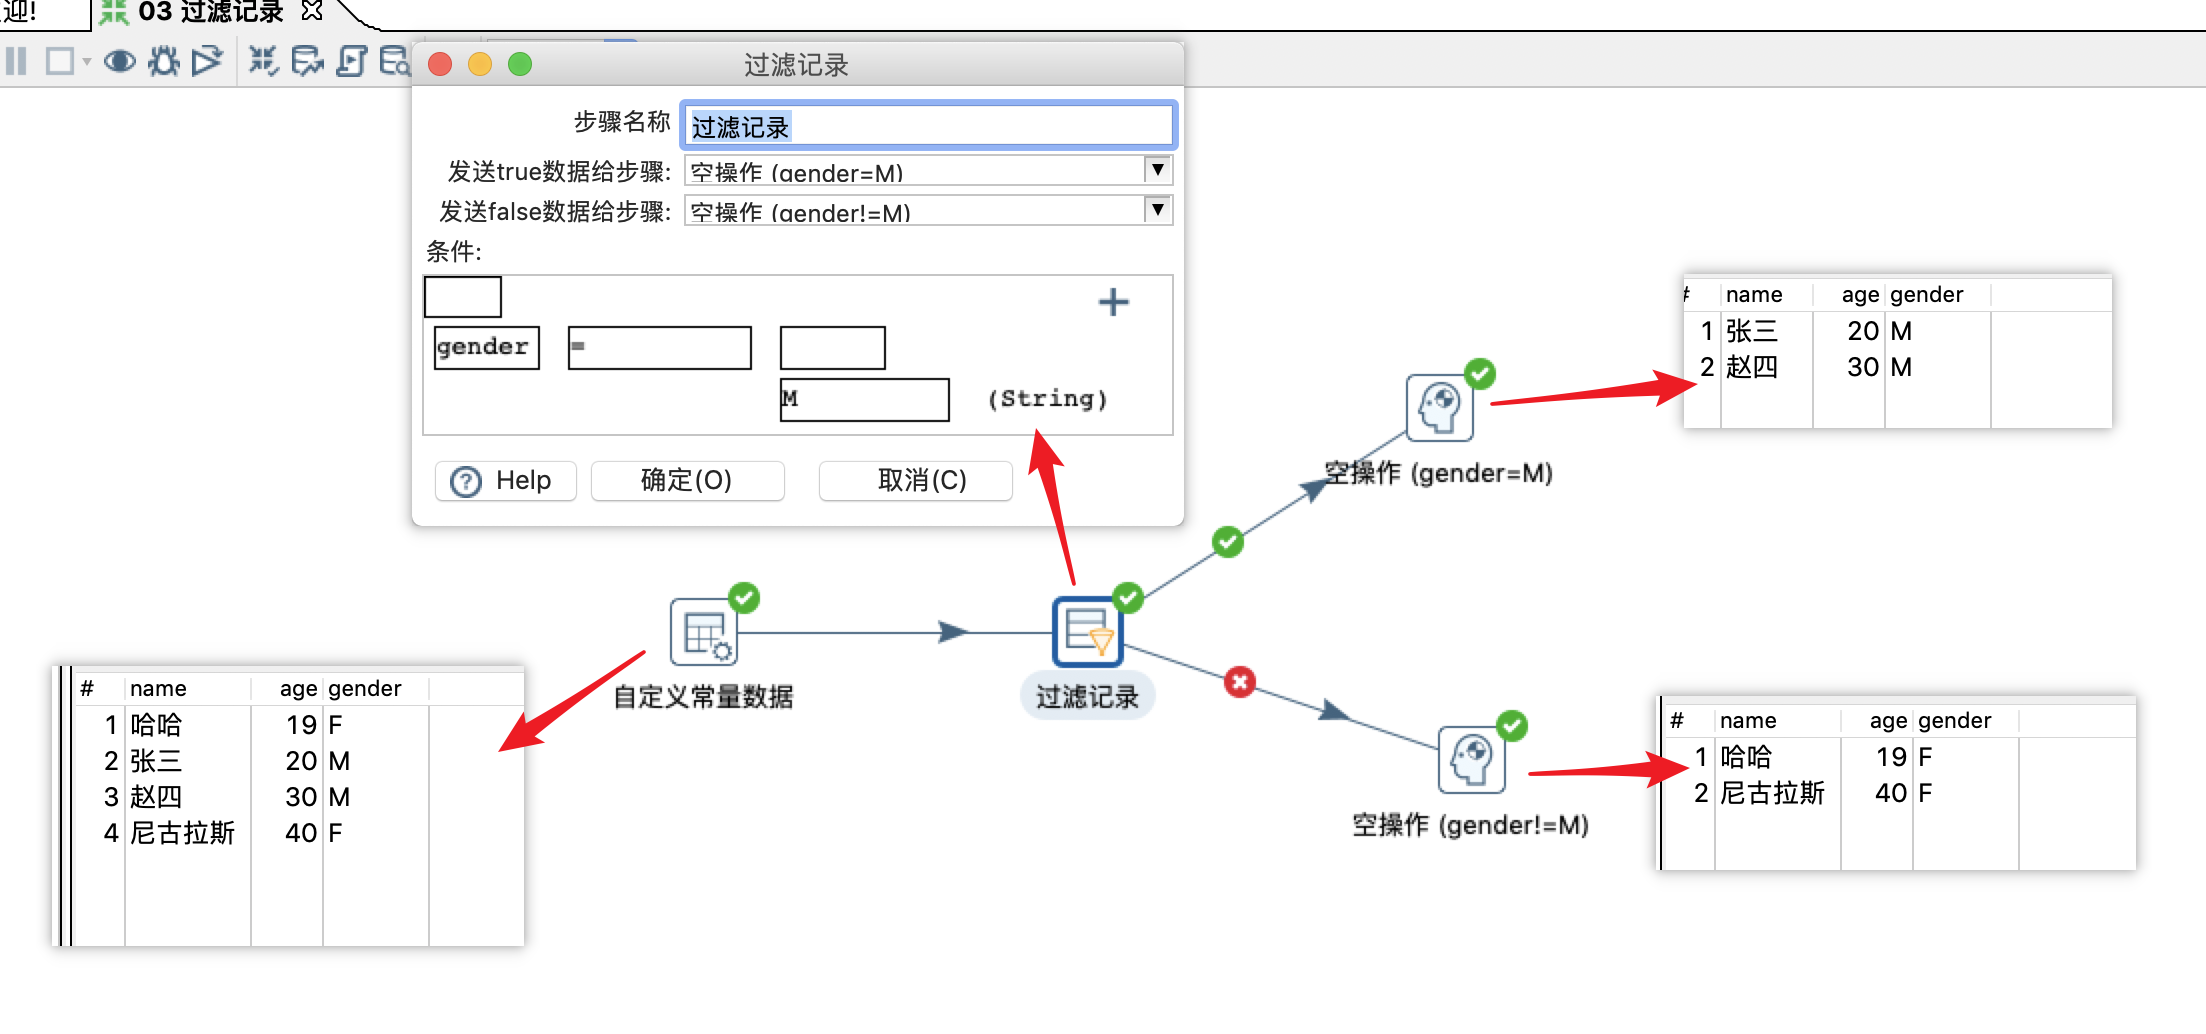 迎!
03 过滤记录
过滤记录
步骤名称 过滤记录
发送true数据给步骤: 空操作 (gender=M)
发送false数据给步骤: 空操作 (gender!=M)
条件:
gender =
M (String)
Help 确定(O) 取消(C)
# name age gender
1 张三 20 M
2 赵四 30 M
空操作 (gender=M)
自定义常量数据
过滤记录
# name age gender
1 哈哈 19 F
2 张三 20 M
3 赵四 30 M
4 尼古拉斯 40 F
空操作 (gender!=M)
# name age gender
1 哈哈 19 F
2 尼古拉斯 40 F